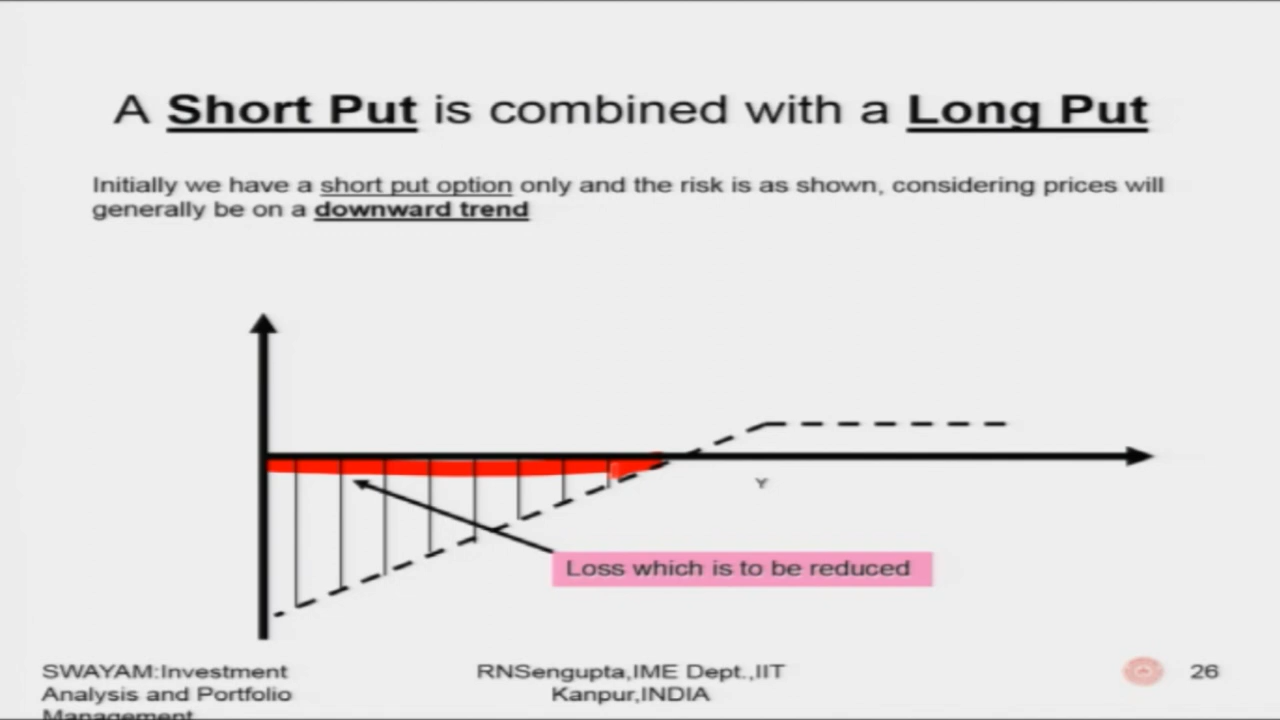 A Short Put is combined with a Long Put
Initially we have a short put option only and the risk is as shown, considering prices will
generally be on a downward trend
Y
Loss which is to be reduced
SWAYAM:Investment
Analysis and Portfolio
Management
RNSengupta,IME Dept.,IIT
Kanpur,INDIA
26